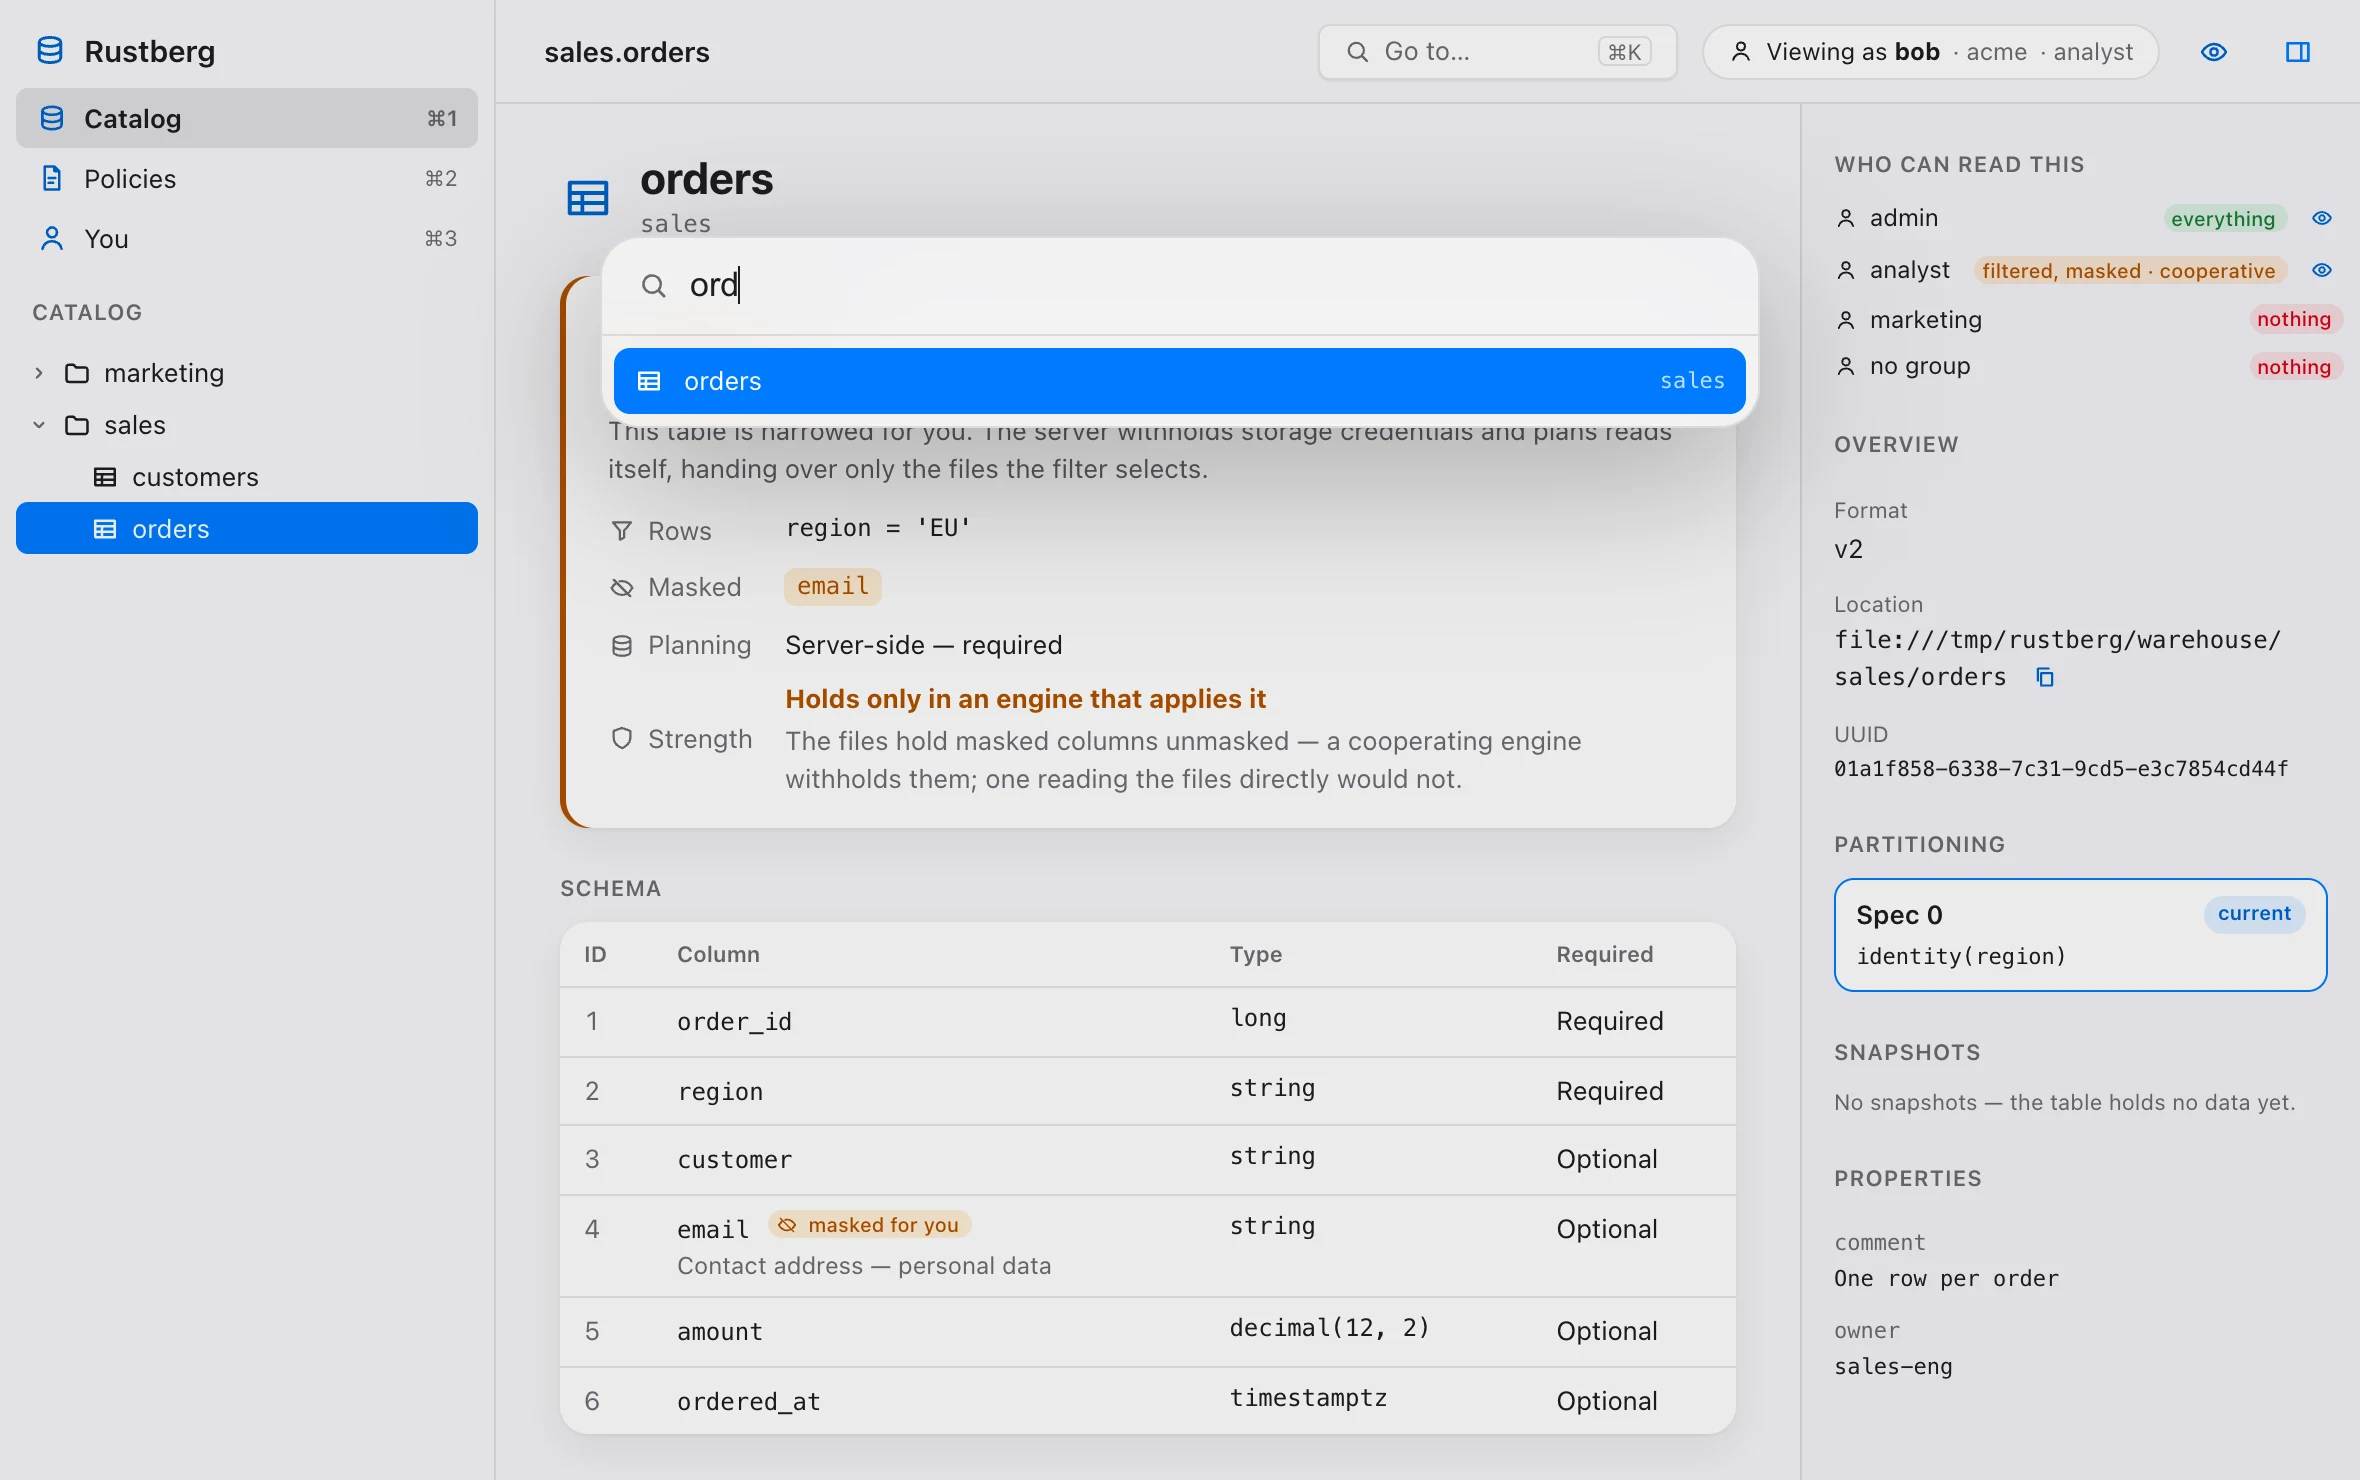 Rustberg
Catalog ⌘1
Policies ⌘2
You ⌘3
CATALOG
marketing
sales
customers
orders
sales.orders
Go to... ⌘K
Viewing as bob · acme · analyst
orders
sales
ord
orders sales
This table is narrowed for you. The server withholds storage credentials and plans reads
itself, handing over only the files the filter selects.
Rows region = 'EU'
Masked email
Planning Server-side — required
Strength Holds only in an engine that applies it
The files hold masked columns unmasked — a cooperating engine
withholds them; one reading the files directly would not.
SCHEMA
ID Column Type Required
1 order_id long Required
2 region string Required
3 customer string Optional
4 email masked for you string Optional
Contact address — personal data
5 amount decimal(12, 2) Optional
6 ordered_at timestamptz Optional
WHO CAN READ THIS
admin everything
analyst filtered, masked · cooperative
marketing nothing
no group nothing
OVERVIEW
Format
v2
Location
file:///tmp/rustberg/warehouse/
sales/orders
UUID
01a1f858-6338-7c31-9cd5-e3c7854cd44f
PARTITIONING
Spec 0 current
identity(region)
SNAPSHOTS
No snapshots — the table holds no data yet.
PROPERTIES
comment
One row per order
owner
sales-eng